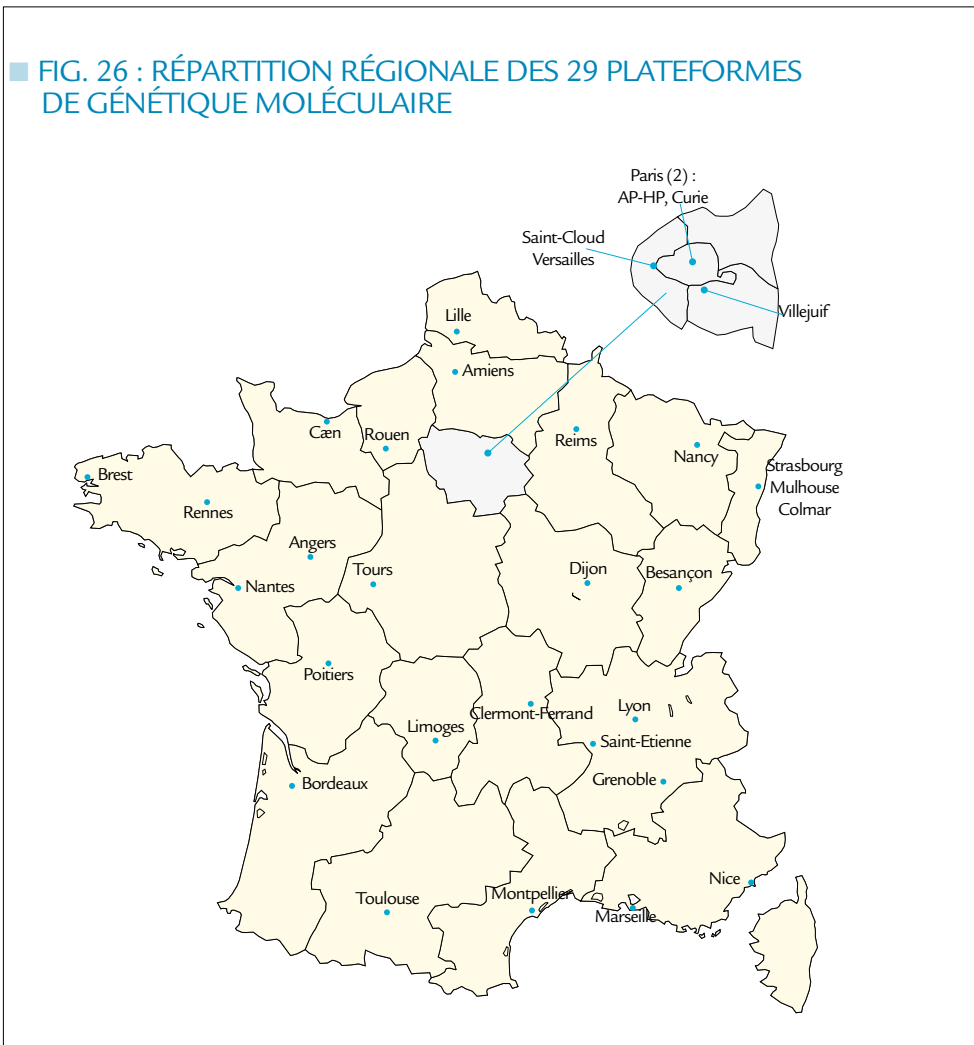 FIG. 26 : RÉPARTITION RÉGIONALE DES 29 PLATEFORMES
DE GÉNÉTIQUE MOLÉCULAIRE
Paris (2) :
AP-HP, Curie
Saint-Cloud
Versailles
Villejuif
Lille
Amiens
Cæn
Rouen
Reims
Nancy
Strasbourg
Mulhouse
Colmar
Brest
Rennes
Angers
Nantes
Tours
Dijon
Besançon
Poitiers
Limoges
Clermont-Ferrand
Lyon
Saint-Etienne
Grenoble
Bordeaux
Toulouse
Montpellier
Marseille
Nice